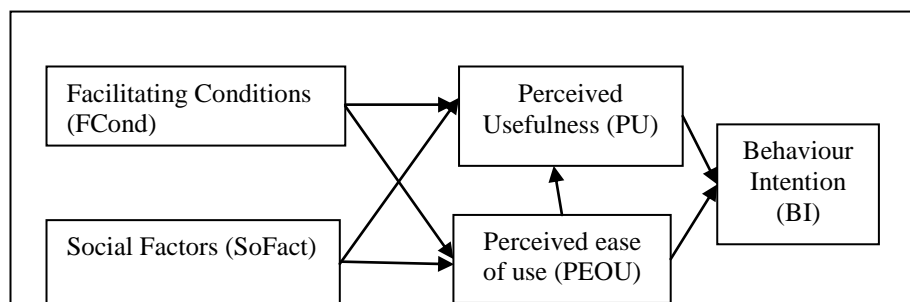 Facilitating Conditions
(FCond)
Perceived
Usefulness (PU)
Behaviour
Intention
(BI)
Social Factors (SoFact)
Perceived ease
of use (PEOU)